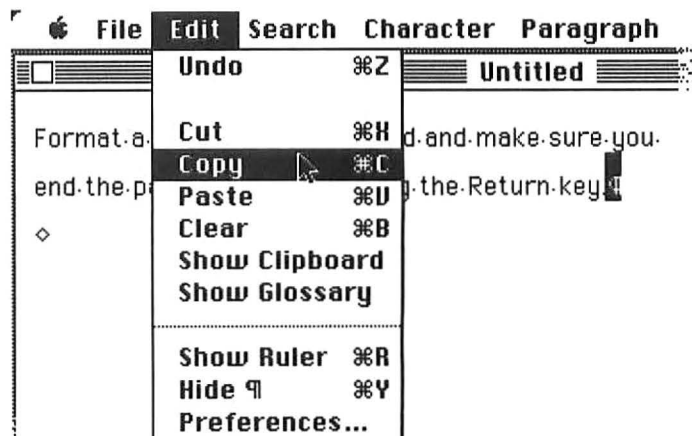 File Edit Search Character Paragraph
Untitled
Undo ⌘Z
Cut ⌘X
Copy ⌘C
Paste ⌘V
Clear ⌘B
Show Clipboard
Show Glossary
Show Ruler ⌘R
Hide ¶ ⌘Y
Preferences...
Format·a· d·and·make·sure·you·
end·the·p g·the·Return·key.¶